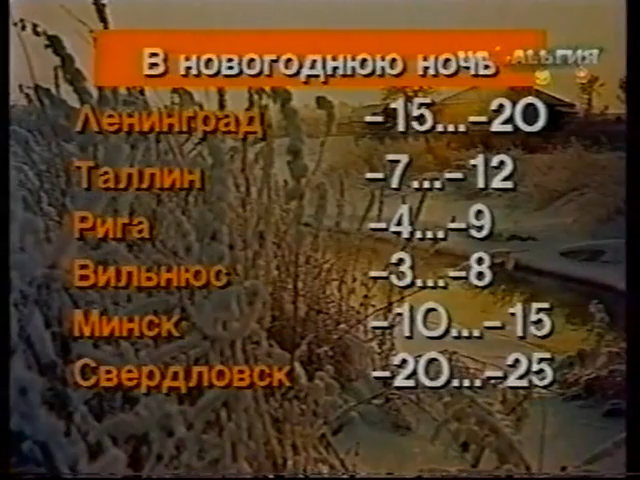 В новогоднюю ночь
Ленинград -15...-20
Таллин -7...-12
Рига -4...-9
Вильнюс -3...-8
Минск -10...-15
Свердловск -20...-25